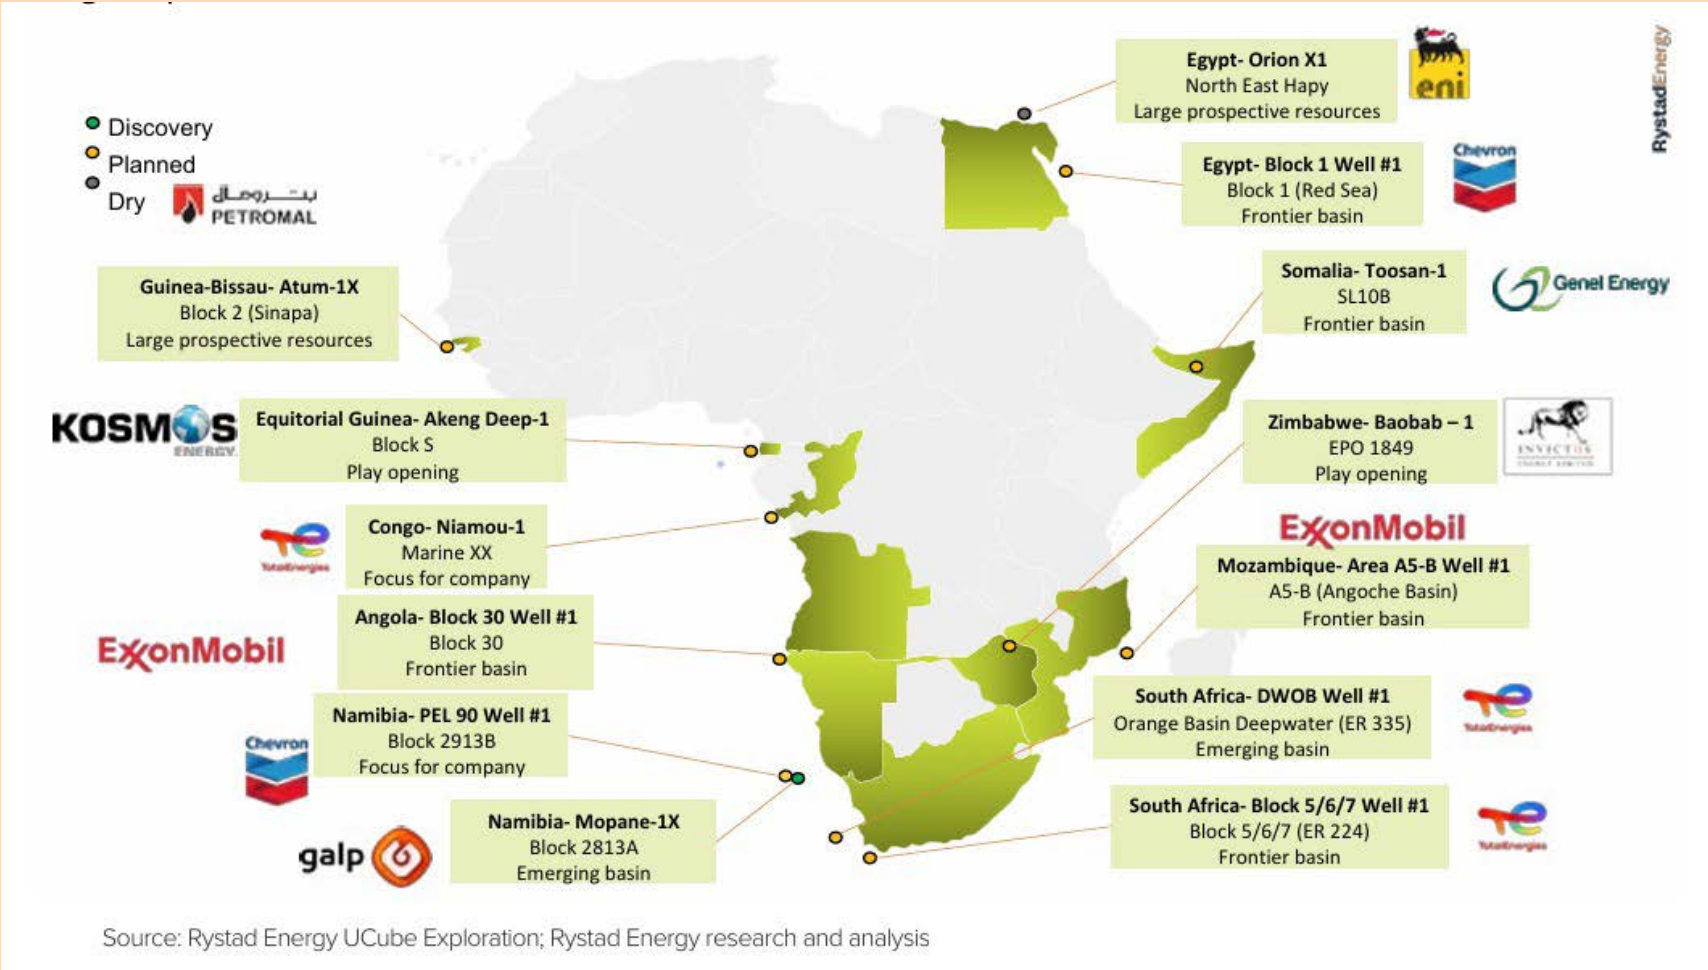 Discovery
Planned
Dry
بترومال
PETROMAL
Egypt- Orion X1
North East Hapy
Large prospective resources
eni
RystadEnergy
Egypt- Block 1 Well #1
Block 1 (Red Sea)
Frontier basin
Chevron
Guinea-Bissau- Atum-1X
Block 2 (Sinapa)
Large prospective resources
Somalia- Toosan-1
SL10B
Frontier basin
Genel Energy
KOSMOS
ENERGY
Equitorial Guinea- Akeng Deep-1
Block S
Play opening
Zimbabwe- Baobab – 1
EPO 1849
Play opening
INVICTUS
Congo- Niamou-1
Marine XX
Focus for company
TotalEnergies
ExxonMobil
Mozambique- Area A5-B Well #1
A5-B (Angoche Basin)
Frontier basin
Angola- Block 30 Well #1
Block 30
Frontier basin
ExxonMobil
Namibia- PEL 90 Well #1
Block 2913B
Focus for company
Chevron
South Africa- DWOB Well #1
Orange Basin Deepwater (ER 335)
Emerging basin
TotalEnergies
Namibia- Mopane-1X
Block 2813A
Emerging basin
galp
South Africa- Block 5/6/7 Well #1
Block 5/6/7 (ER 224)
Frontier basin
TotalEnergies
Source: Rystad Energy UCube Exploration; Rystad Energy research and analysis